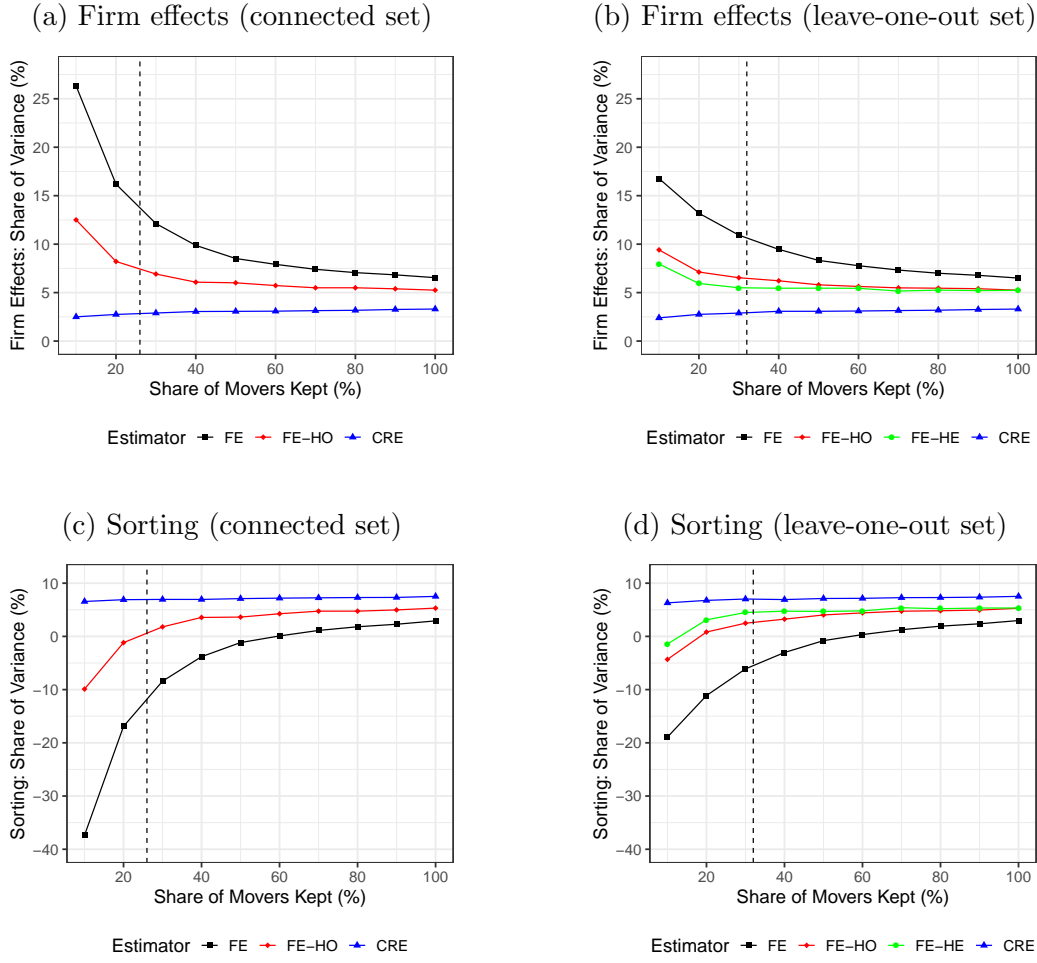 (a) Firm effects (connected set)
Firm Effects: Share of Variance (%)
25
20
15
10
5
0
20 40 60 80 100
Share of Movers Kept (%)
Estimator FE FE−HO CRE
(b) Firm effects (leave-one-out set)
Firm Effects: Share of Variance (%)
25
20
15
10
5
0
20 40 60 80 100
Share of Movers Kept (%)
Estimator FE FE−HO FE−HE CRE
(c) Sorting (connected set)
Sorting: Share of Variance (%)
10
0
−10
−20
−30
−40
20 40 60 80 100
Share of Movers Kept (%)
Estimator FE FE−HO CRE
(d) Sorting (leave-one-out set)
Sorting: Share of Variance (%)
10
0
−10
−20
−30
−40
20 40 60 80 100
Share of Movers Kept (%)
Estimator FE FE−HO FE−HE CRE